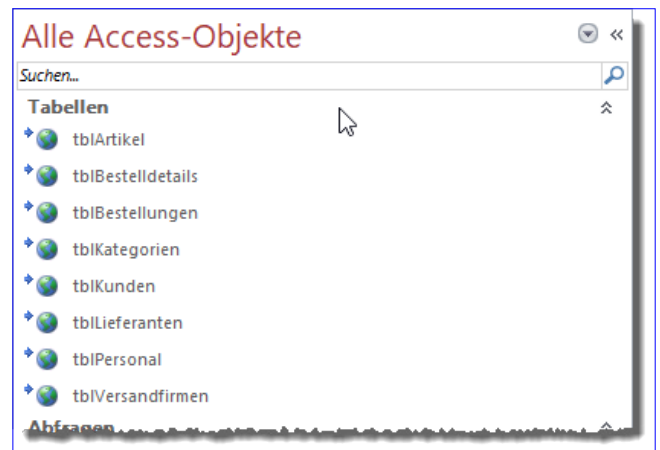 Alle Access-Objekte
Suchen...
Tabellen
tblArtikel
tblBestelldetails
tblBestellungen
tblKategorien
tblKunden
tblLieferanten
tblPersonal
tblVersandfirmen
Abfragen